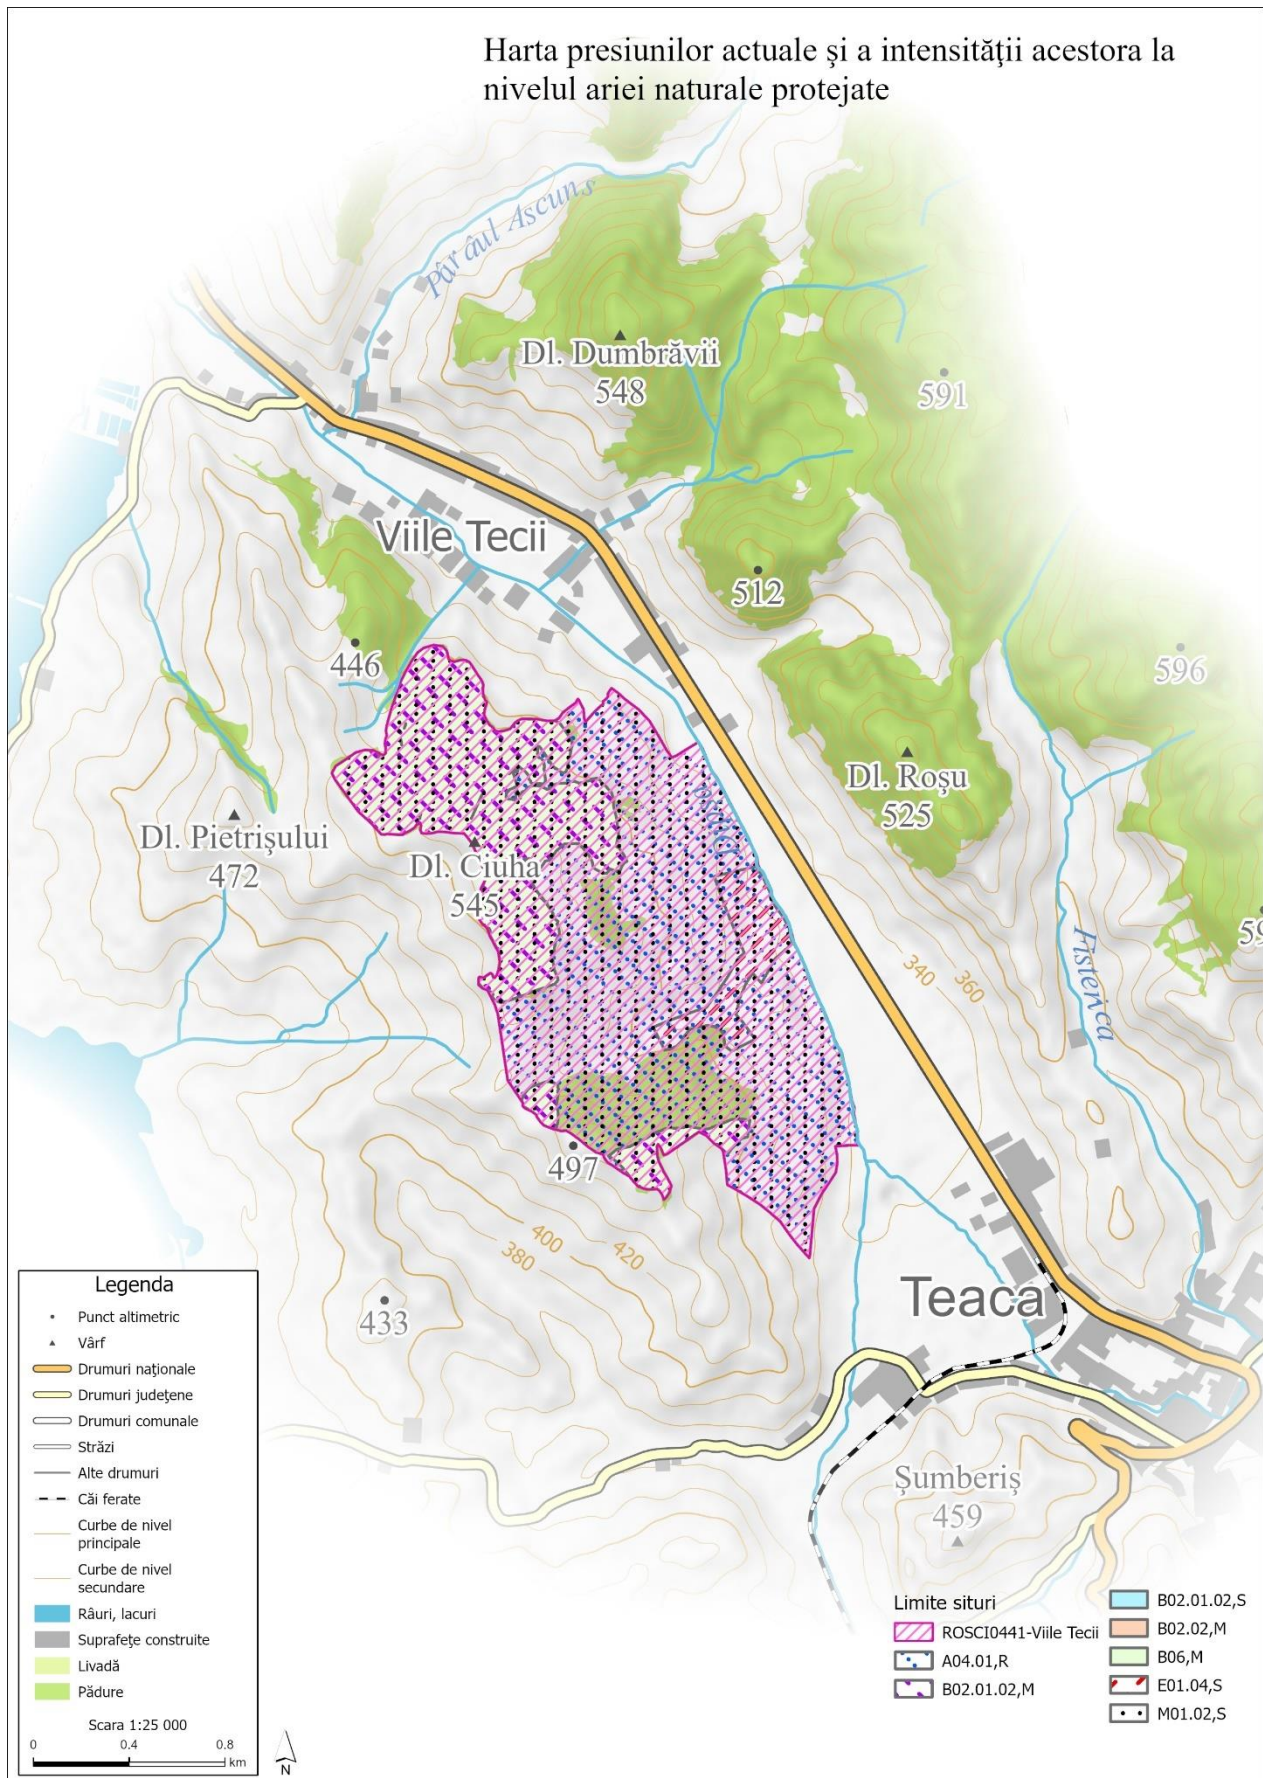 Harta presiunilor actuale şi a intensităţii acestora la
nivelul ariei naturale protejate
Pârâul Ascuns
Dl. Dumbrăvii
548
591
Viile Tecii
512
446
596
Dl. Roşu
525
Dl. Pietrişului
472
Dl. Ciuha
545
340
360
Fisterica
497
400
380
420
433
Teaca
Şumberiş
459
Legenda
Punct altimetric
Vârf
Drumuri naţionale
Drumuri judeţene
Drumuri comunale
Străzi
Alte drumuri
Căi ferate
Curbe de nivel
principale
Curbe de nivel
secundare
Râuri, lacuri
Suprafeţe construite
Livadă
Pădure
Scara 1:25 000
0 0.4 0.8
km
N
Limite situri
ROSCI0441-Viile Tecii
A04.01,R
B02.01.02,M
B02.01.02,S
B02.02,M
B06,M
E01.04,S
M01.02,S